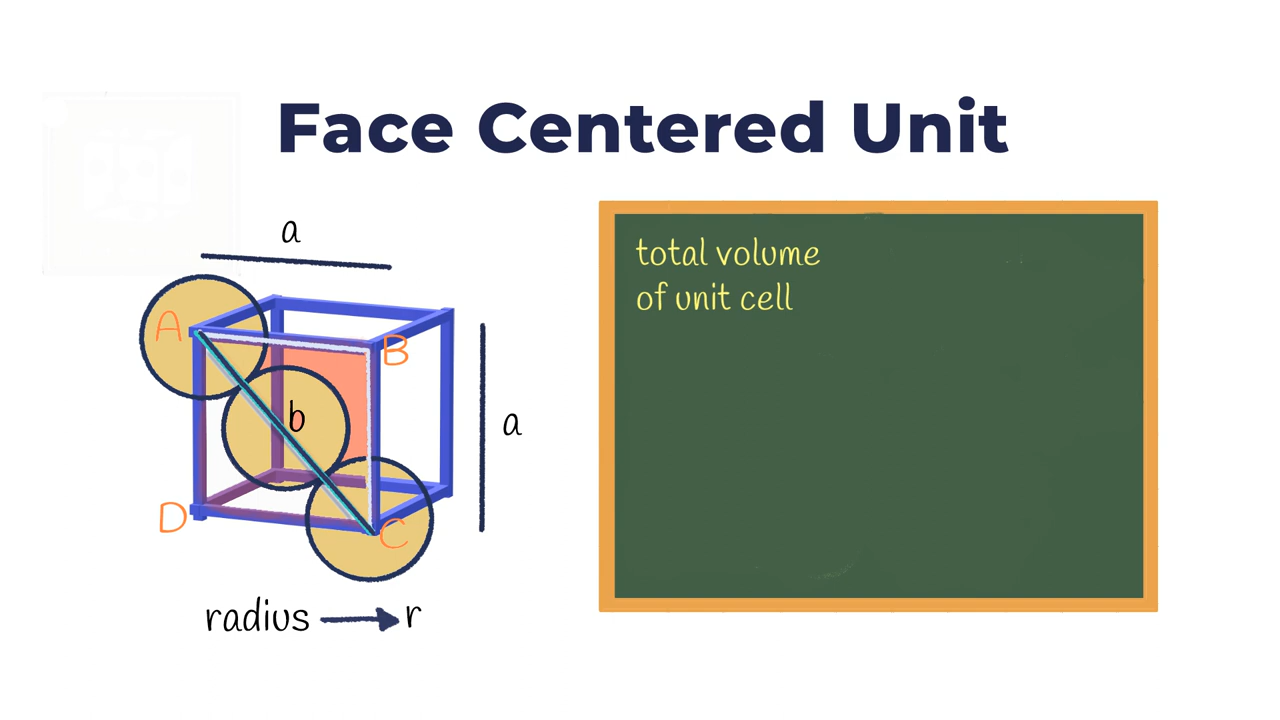 Face Centered Unit
a
total volume
of unit cell
A
B
b
a
D
C
radius r